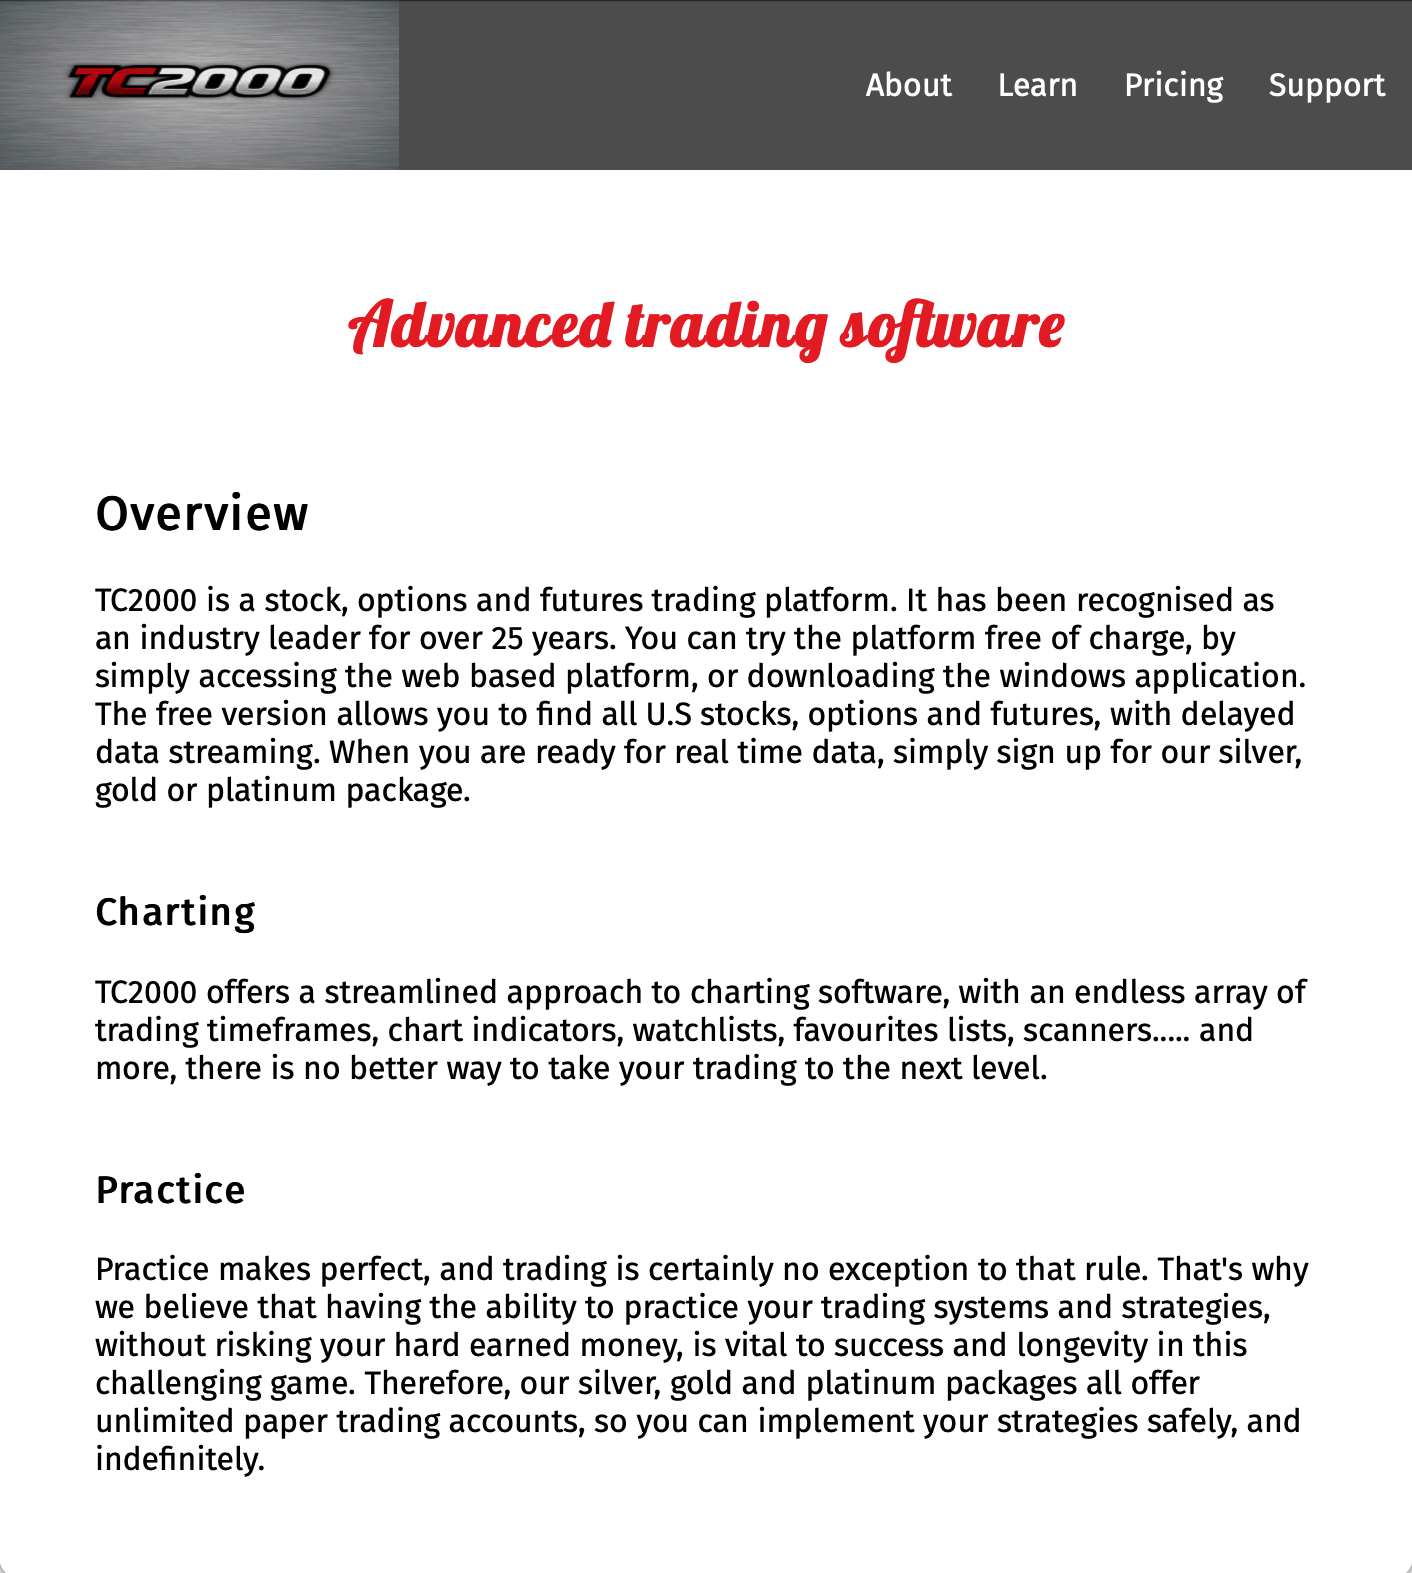 TC2000
About Learn Pricing Support
Advanced trading software
Overview
TC2000 is a stock, options and futures trading platform. It has been recognised as
an industry leader for over 25 years. You can try the platform free of charge, by
simply accessing the web based platform, or downloading the windows application.
The free version allows you to find all U.S stocks, options and futures, with delayed
data streaming. When you are ready for real time data, simply sign up for our silver,
gold or platinum package.
Charting
TC2000 offers a streamlined approach to charting software, with an endless array of
trading timeframes, chart indicators, watchlists, favourites lists, scanners..... and
more, there is no better way to take your trading to the next level.
Practice
Practice makes perfect, and trading is certainly no exception to that rule. That's why
we believe that having the ability to practice your trading systems and strategies,
without risking your hard earned money, is vital to success and longevity in this
challenging game. Therefore, our silver, gold and platinum packages all offer
unlimited paper trading accounts, so you can implement your strategies safely, and
indefinitely.